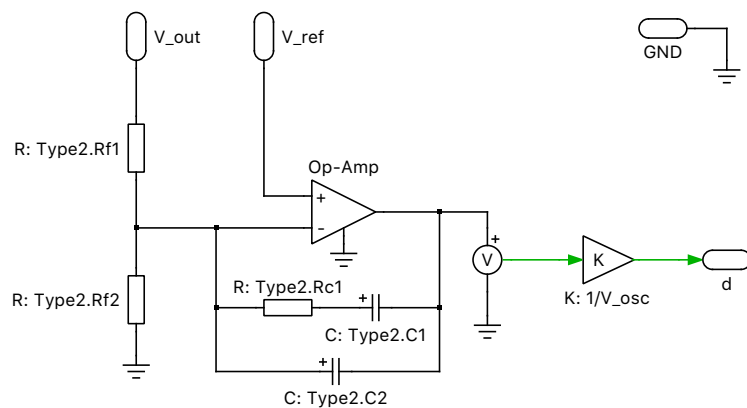 V_out
V_ref
GND
R: Type2.Rf1
Op-Amp
+
-
+
V
K
R: Type2.Rf2
R: Type2.Rc1
+
C: Type2.C1
K: 1/V_osc
d
+
C: Type2.C2